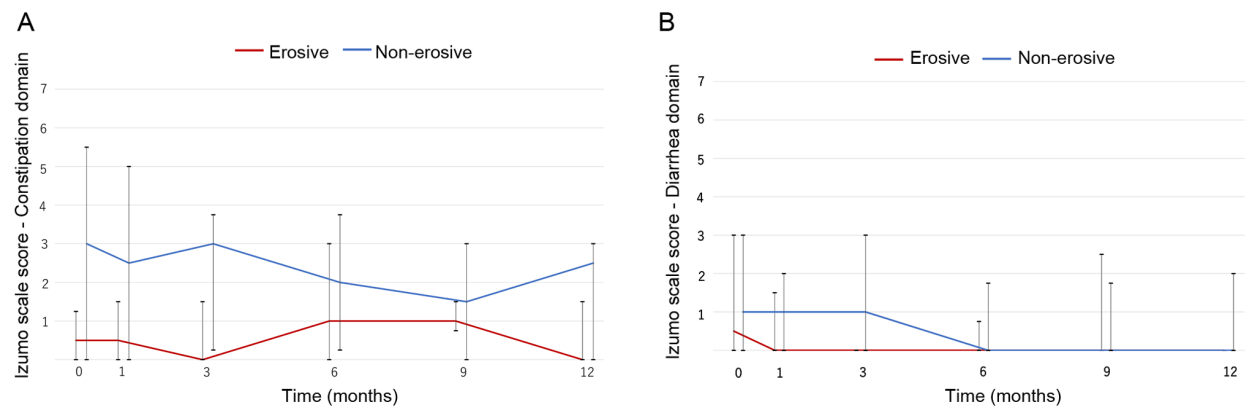 A
Erosive Non-erosive
Izumo scale score - Constipation domain
7
6
5
4
3
2
1
0 1 3 6 9 12
Time (months)
B
Erosive Non-erosive
Izumo scale score - Diarrhea domain
7
6
5
4
3
2
1
0 1 3 6 9 12
Time (months)